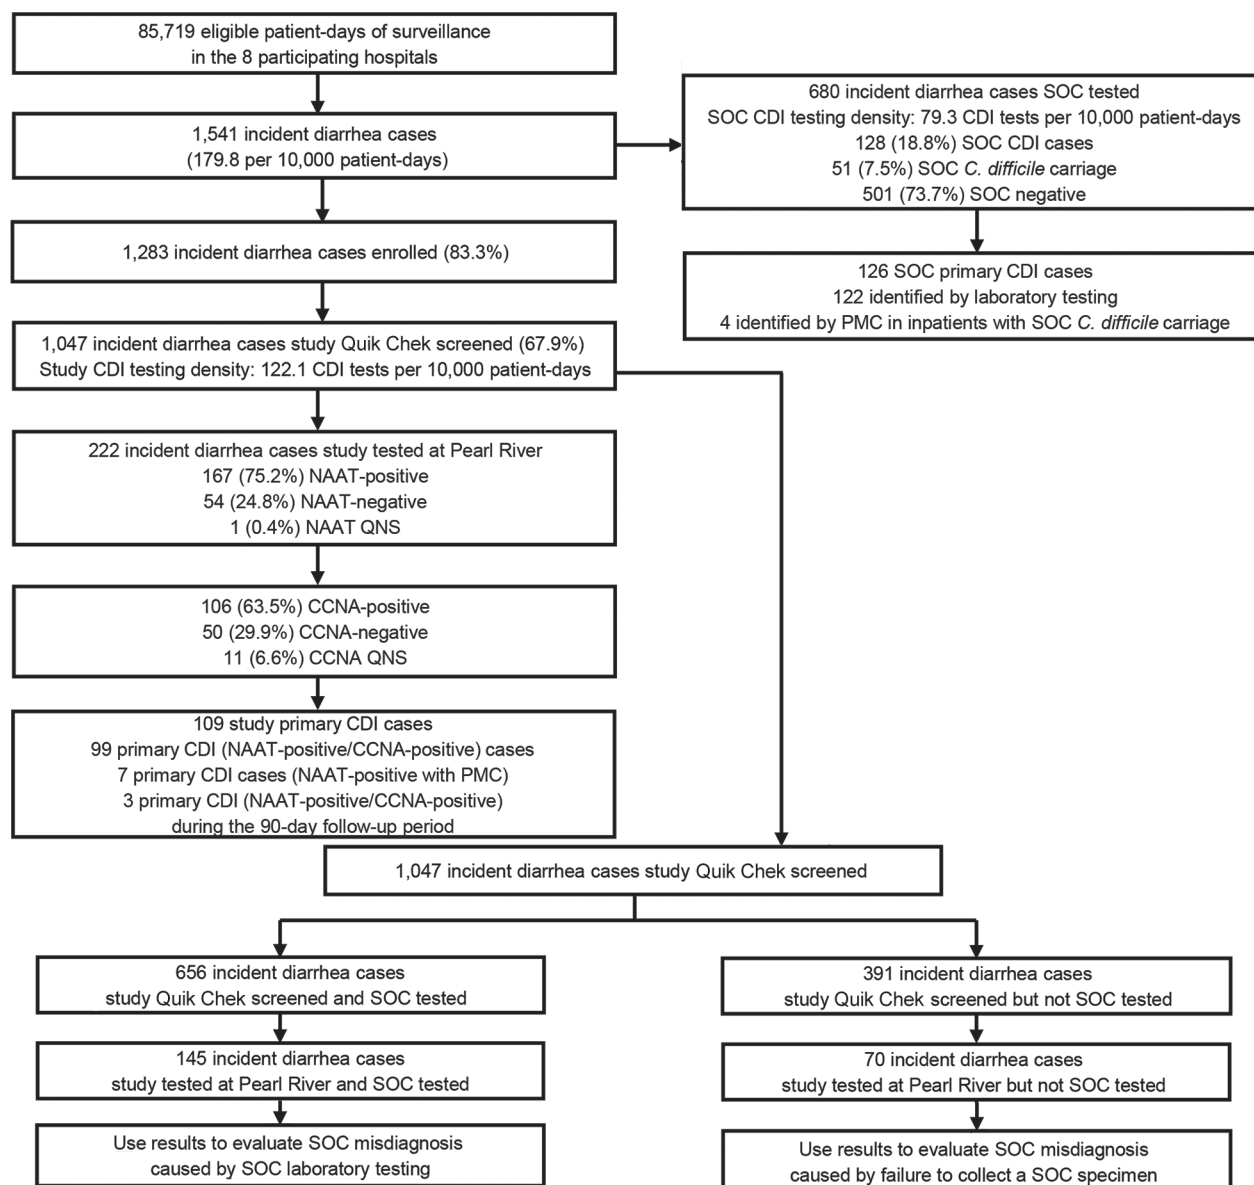 85,719 eligible patient-days of surveillance
in the 8 participating hospitals
1,541 incident diarrhea cases
(179.8 per 10,000 patient-days)
680 incident diarrhea cases SOC tested
SOC CDI testing density: 79.3 CDI tests per 10,000 patient-days
128 (18.8%) SOC CDI cases
51 (7.5%) SOC C. difficile carriage
501 (73.7%) SOC negative
126 SOC primary CDI cases
122 identified by laboratory testing
4 identified by PMC in inpatients with SOC C. difficile carriage
1,283 incident diarrhea cases enrolled (83.3%)
1,047 incident diarrhea cases study Quik Chek screened (67.9%)
Study CDI testing density: 122.1 CDI tests per 10,000 patient-days
222 incident diarrhea cases study tested at Pearl River
167 (75.2%) NAAT-positive
54 (24.8%) NAAT-negative
1 (0.4%) NAAT QNS
106 (63.5%) CCNA-positive
50 (29.9%) CCNA-negative
11 (6.6%) CCNA QNS
109 study primary CDI cases
99 primary CDI (NAAT-positive/CCNA-positive) cases
7 primary CDI cases (NAAT-positive with PMC)
3 primary CDI (NAAT-positive/CCNA-positive)
during the 90-day follow-up period
1,047 incident diarrhea cases study Quik Chek screened
656 incident diarrhea cases
study Quik Chek screened and SOC tested
145 incident diarrhea cases
study tested at Pearl River and SOC tested
Use results to evaluate SOC misdiagnosis
caused by SOC laboratory testing
391 incident diarrhea cases
study Quik Chek screened but not SOC tested
70 incident diarrhea cases
study tested at Pearl River but not SOC tested
Use results to evaluate SOC misdiagnosis
caused by failure to collect a SOC specimen